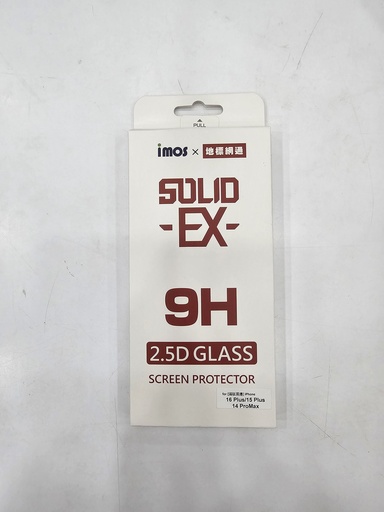 PULL
imos × 地標網通
SOLID
-EX-
9H
2.5D GLASS
SCREEN PROTECTOR
iPhone
16 Plus/15 Plus
14 ProMax